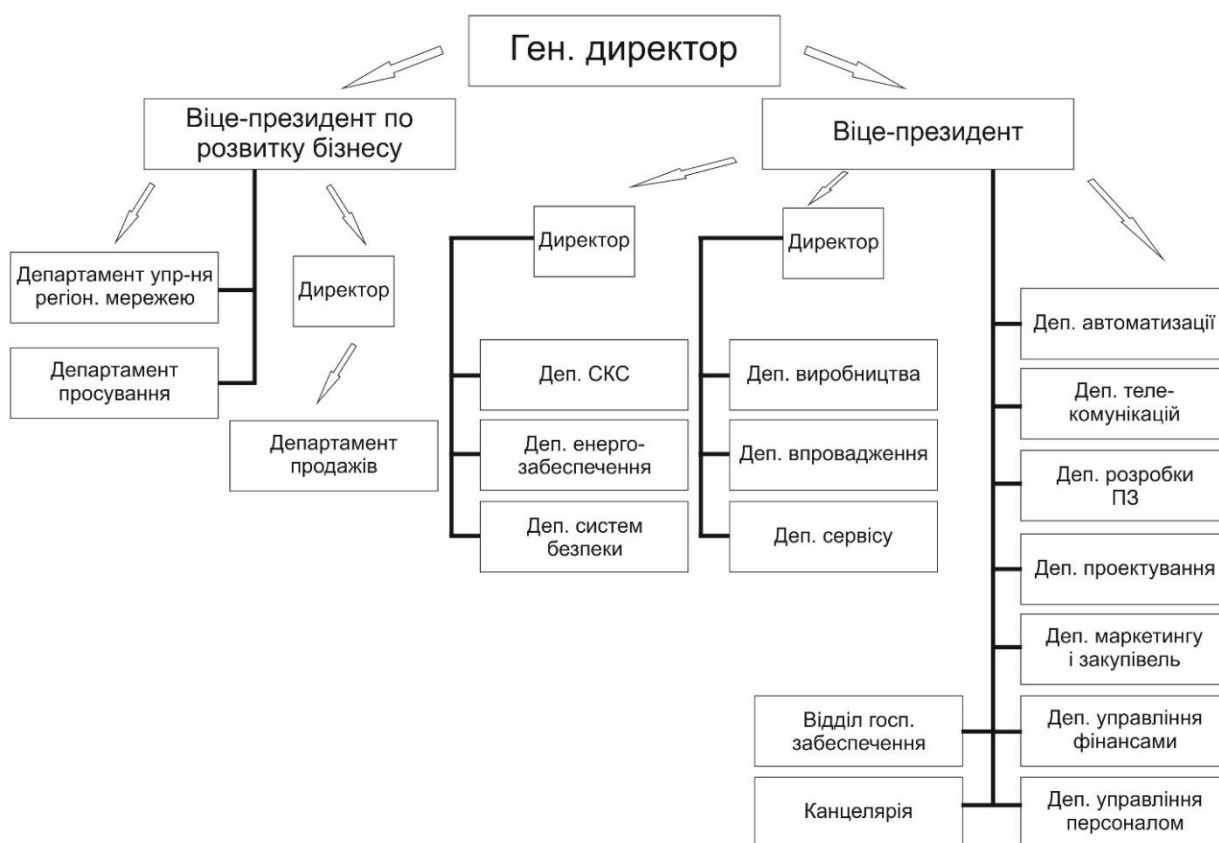 Ген. директор
Віце-президент по
розвитку бізнесу
Віце-президент
Департамент упр-ня
регіон. мережею
Департамент
просування
Директор
Департамент
продажів
Директор
Деп. СКС
Деп. енерго-
забеспечення
Деп. систем
безпеки
Директор
Деп. виробництва
Деп. впровадження
Деп. сервісу
Деп. автоматизації
Деп. теле-
комунікацій
Деп. розробки
ПЗ
Деп. проектування
Деп. маркетингу
і закупівель
Відділ госп.
забеспечення
Деп. управління
фінансами
Канцелярія
Деп. управління
персоналом